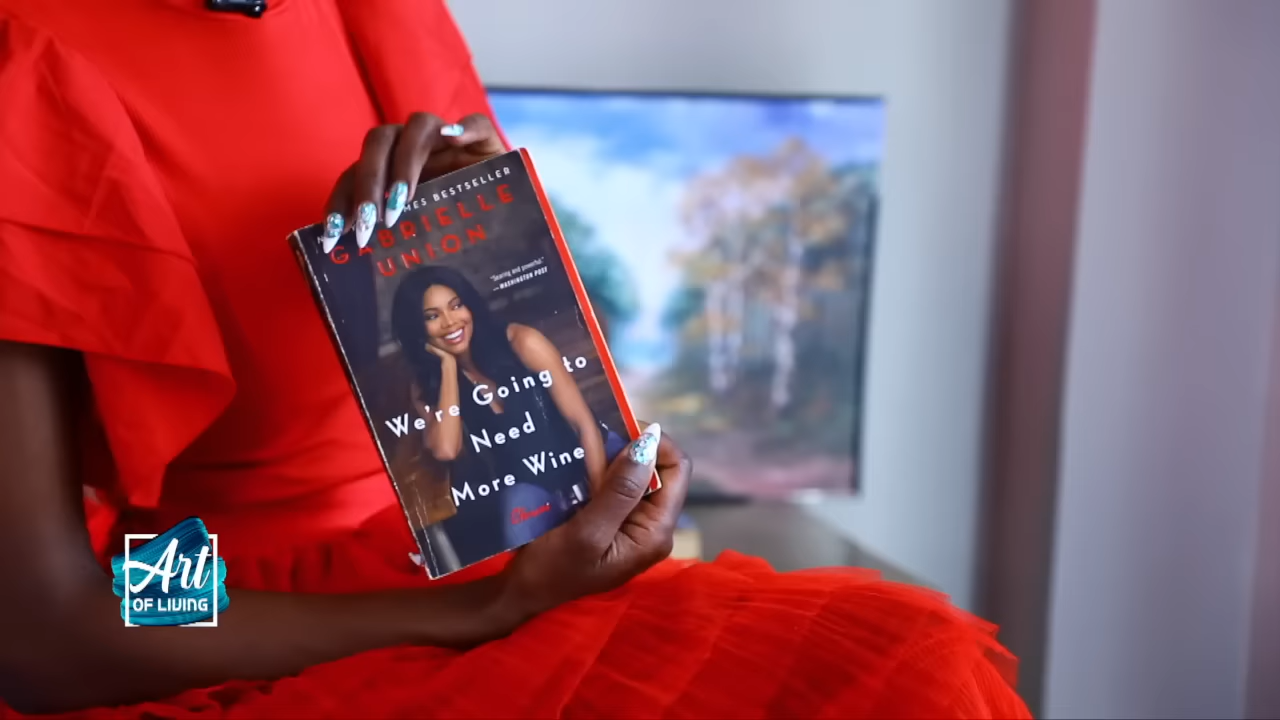 MES BESTSELLER
GABRIELLE
UNION
"Searing and powerful."
—WASHINGTON POST
We're Going to
Need
More Wine
Art
OF LIVING